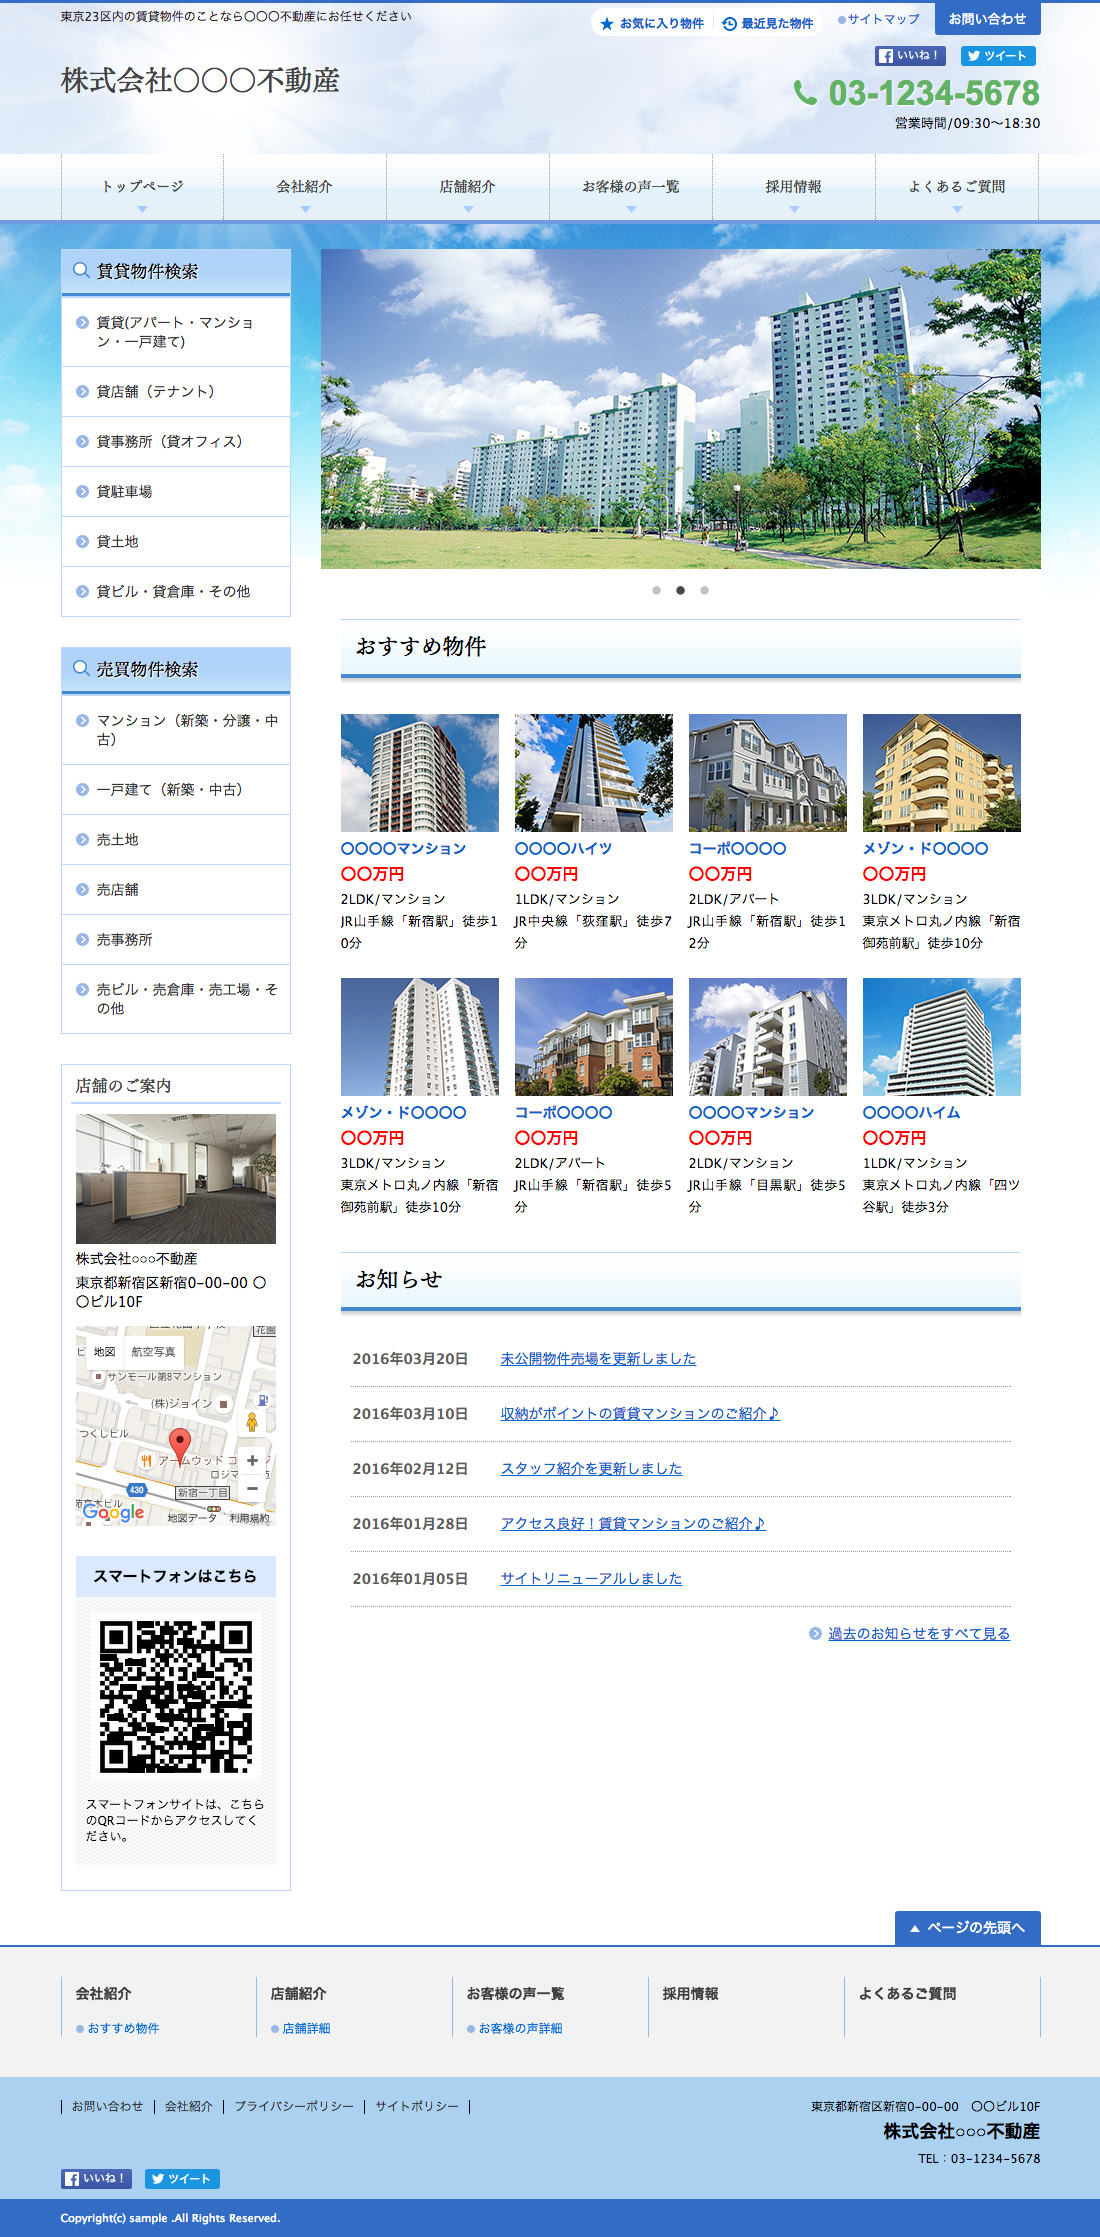 東京23区内の賃貸物件のことなら〇〇〇不動産にお任せください
お気に入り物件
最近見た物件
サイトマップ
お問い合わせ
いいね！
ツイート
株式会社〇〇〇不動産
03-1234-5678
営業時間/09:30〜18:30
トップページ
会社紹介
店舗紹介
お客様の声一覧
採用情報
よくあるご質問
賃貸物件検索
賃貸(アパート・マンショ
ン・一戸建て)
貸店舗（テナント）
貸事務所（貸オフィス）
貸駐車場
貸土地
貸ビル・貸倉庫・その他
売買物件検索
マンション（新築・分譲・中
古）
一戸建て（新築・中古）
売土地
売店舗
売事務所
売ビル・売倉庫・売工場・そ
の他
店舗のご案内
株式会社○○○不動産
東京都新宿区新宿0-00-00 〇
〇ビル10F
花園
ビ
地図
航空写真
サンモール第8マンション
(株)ジョイン
つくしビル
アームウッド コ
ロジマ
430
新宿一丁目
Google
地図データ
利用規約
スマートフォンはこちら
スマートフォンサイトは、こちら
のQRコードからアクセスしてく
ださい。
おすすめ物件
〇〇〇〇マンション
〇〇万円
2LDK/マンション
JR山手線「新宿駅」徒歩1
0分
〇〇〇〇ハイツ
〇〇万円
1LDK/マンション
JR中央線「荻窪駅」徒歩7
分
コーポ〇〇〇〇
〇〇万円
2LDK/アパート
JR山手線「新宿駅」徒歩1
2分
メゾン・ド〇〇〇〇
〇〇万円
3LDK/マンション
東京メトロ丸ノ内線「新宿
御苑前駅」徒歩10分
メゾン・ド〇〇〇〇
〇〇万円
3LDK/マンション
東京メトロ丸ノ内線「新宿
御苑前駅」徒歩10分
コーポ〇〇〇〇
〇〇万円
2LDK/アパート
JR山手線「新宿駅」徒歩5
分
〇〇〇〇マンション
〇〇万円
2LDK/マンション
JR山手線「目黒駅」徒歩5
分
〇〇〇〇ハイム
〇〇万円
1LDK/マンション
東京メトロ丸ノ内線「四ツ
谷駅」徒歩3分
お知らせ
2016年03月20日 未公開物件売場を更新しました
2016年03月10日 収納がポイントの賃貸マンションのご紹介♪
2016年02月12日 スタッフ紹介を更新しました
2016年01月28日 アクセス良好！賃貸マンションのご紹介♪
2016年01月05日 サイトリニューアルしました
過去のお知らせをすべて見る
ページの先頭へ
会社紹介
おすすめ物件
店舗紹介
店舗詳細
お客様の声一覧
お客様の声詳細
採用情報
よくあるご質問
お問い合わせ
会社紹介
プライバシーポリシー
サイトポリシー
東京都新宿区新宿0-00-00　〇〇ビル10F
株式会社○○○不動産
TEL：03-1234-5678
いいね！
ツイート
Copyright(c) sample .All Rights Reserved.